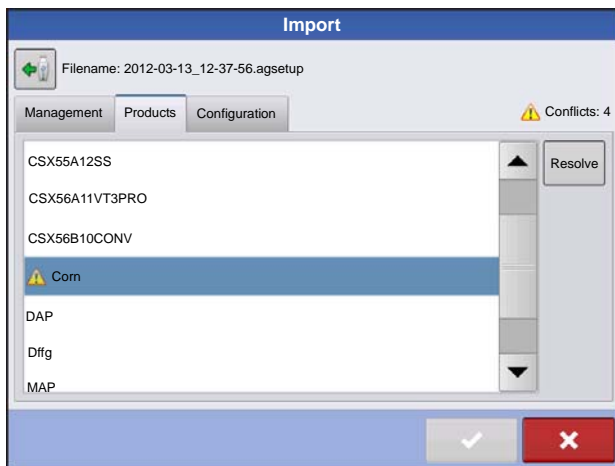 Import
Filename: 2012-03-13_12-37-56.agsetup
Management Products Configuration Conflicts: 4
CSX55A12SS Resolve
CSX56A11VT3PRO
CSX56B10CONV
Corn
DAP
Dffg
MAP